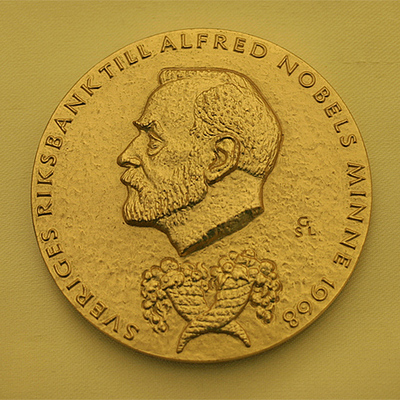 SVERIGES RIKSBANK TILL ALFRED NOBELS MINNE 1968
G
SL